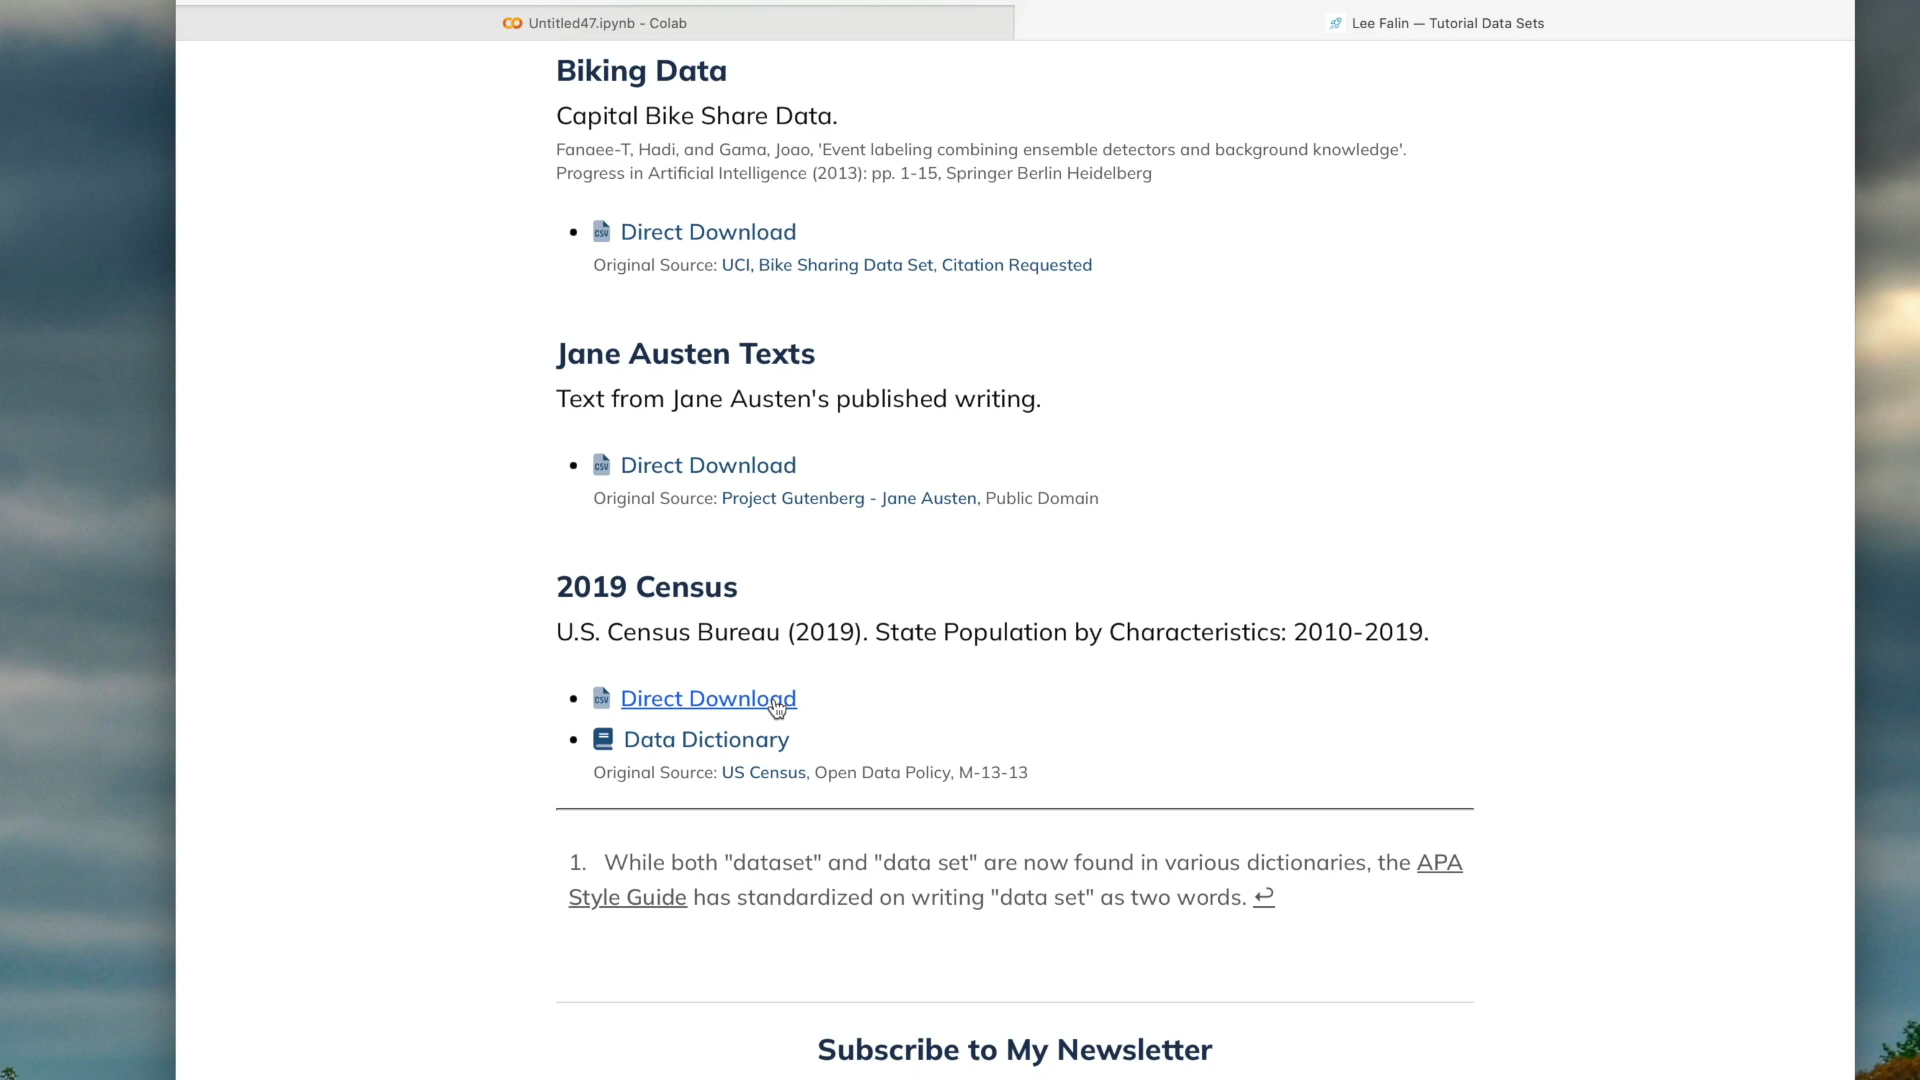 Untitled47.ipynb - Colab
Lee Falin — Tutorial Data Sets
Biking Data
Capital Bike Share Data.
Fanaee-T, Hadi, and Gama, Joao, 'Event labeling combining ensemble detectors and background knowledge'.
Progress in Artificial Intelligence (2013): pp. 1-15, Springer Berlin Heidelberg
CSV Direct Download
Original Source: UCI, Bike Sharing Data Set, Citation Requested
Jane Austen Texts
Text from Jane Austen's published writing.
CSV Direct Download
Original Source: Project Gutenberg - Jane Austen, Public Domain
2019 Census
U.S. Census Bureau (2019). State Population by Characteristics: 2010-2019.
CSV Direct Download
Data Dictionary
Original Source: US Census, Open Data Policy, M-13-13
1. While both "dataset" and "data set" are now found in various dictionaries, the APA
Style Guide has standardized on writing "data set" as two words. ↩
Subscribe to My Newsletter